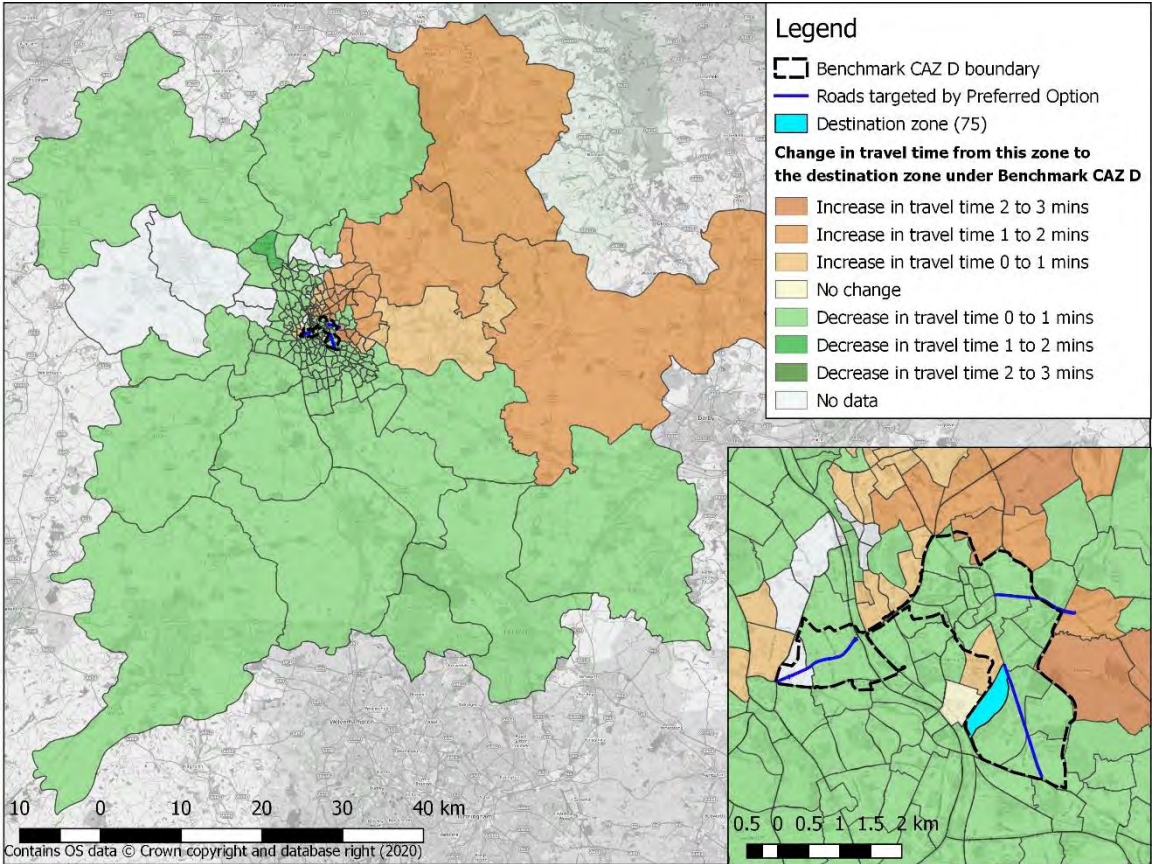 Legend
Benchmark CAZ D boundary
Roads targeted by Preferred Option
Destination zone (75)
Change in travel time from this zone to
the destination zone under Benchmark CAZ D
Increase in travel time 2 to 3 mins
Increase in travel time 1 to 2 mins
Increase in travel time 0 to 1 mins
No change
Decrease in travel time 0 to 1 mins
Decrease in travel time 1 to 2 mins
Decrease in travel time 2 to 3 mins
No data
10 0 10 20 30 40 km
Contains OS data © Crown copyright and database right (2020)
0.5 0 0.5 1 1.5 2 km